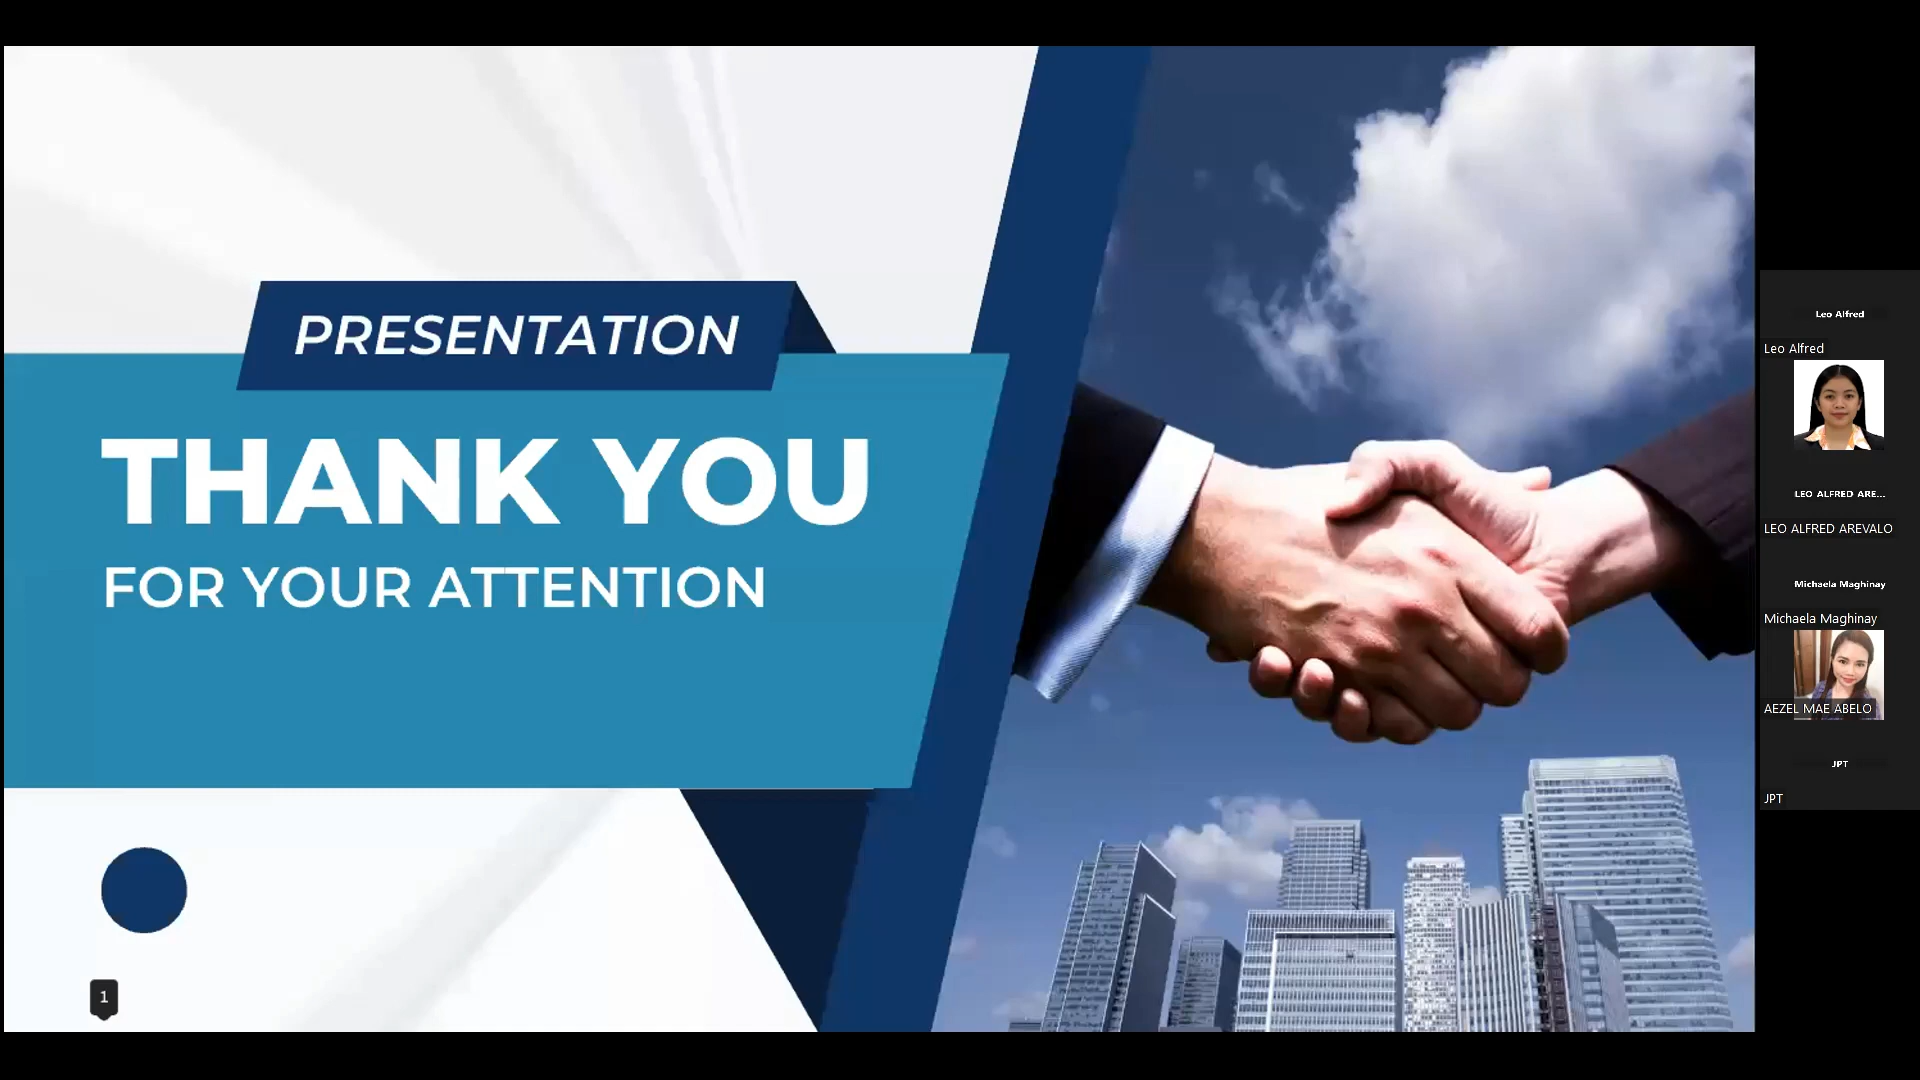 PRESENTATION
THANK YOU
FOR YOUR ATTENTION
1
Leo Alfred
Leo Alfred
LEO ALFRED ARE...
LEO ALFRED AREVALO
Michaela Maghinay
Michaela Maghinay
AEZEL MAE ABELO
JPT
JPT